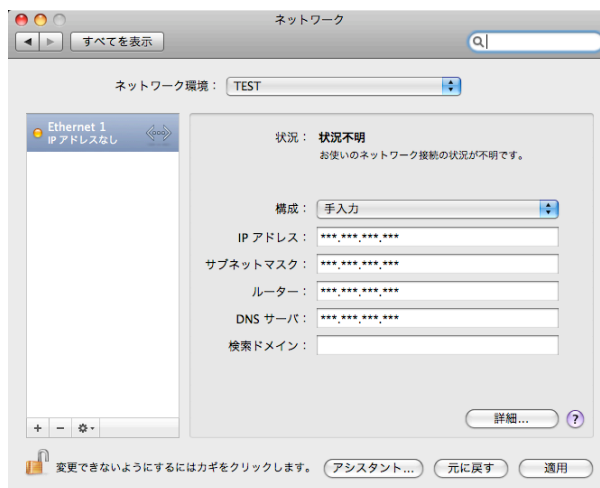 ネットワーク
すべてを表示
ネットワーク環境： TEST
Ethernet 1
IP アドレスなし
状況： 状況不明
お使いのネットワーク接続の状況が不明です。
構成： 手入力
IP アドレス： ***.***.***.***
サブネットマスク： ***.***.***.***
ルーター： ***.***.***.***
DNS サーバ： ***.***.***.***
検索ドメイン：
詳細... ?
変更できないようにするにはカギをクリックします。 アシスタント... 元に戻す 適用